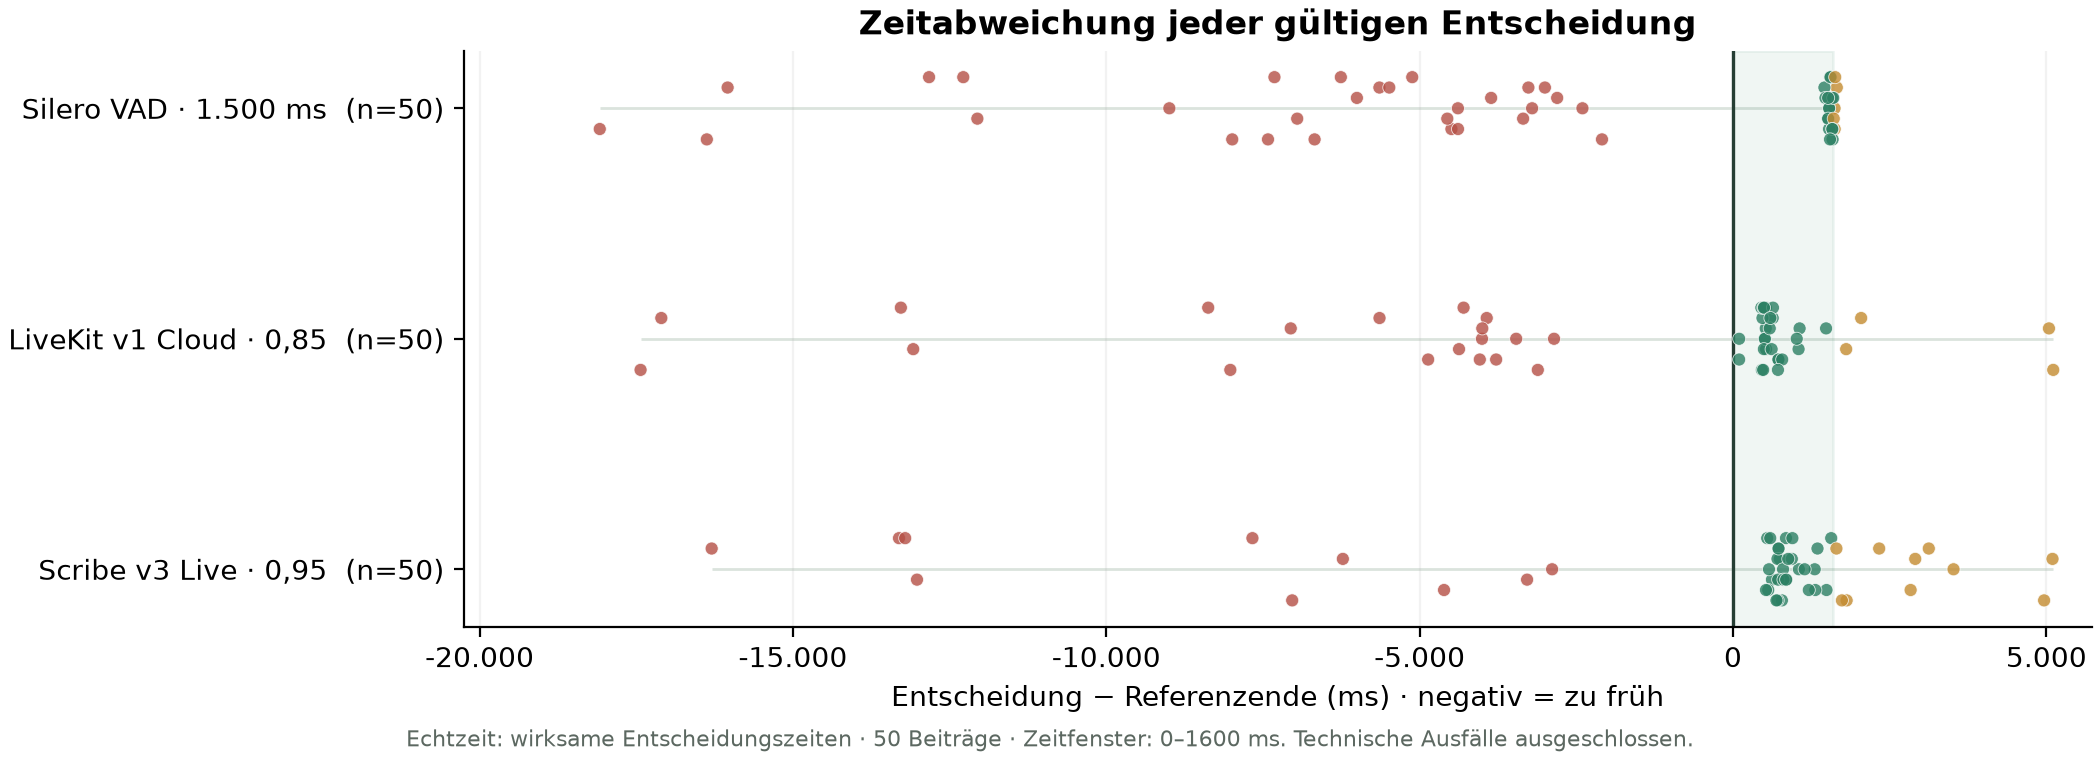 Zeitabweichung jeder gültigen Entscheidung
Silero VAD · 1.500 ms (n=50)
LiveKit v1 Cloud · 0,85 (n=50)
Scribe v3 Live · 0,95 (n=50)
-20.000 -15.000 -10.000 -5.000 0 5.000
Entscheidung − Referenzende (ms) · negativ = zu früh
Echtzeit: wirksame Entscheidungszeiten · 50 Beiträge · Zeitfenster: 0–1600 ms. Technische Ausfälle ausgeschlossen.